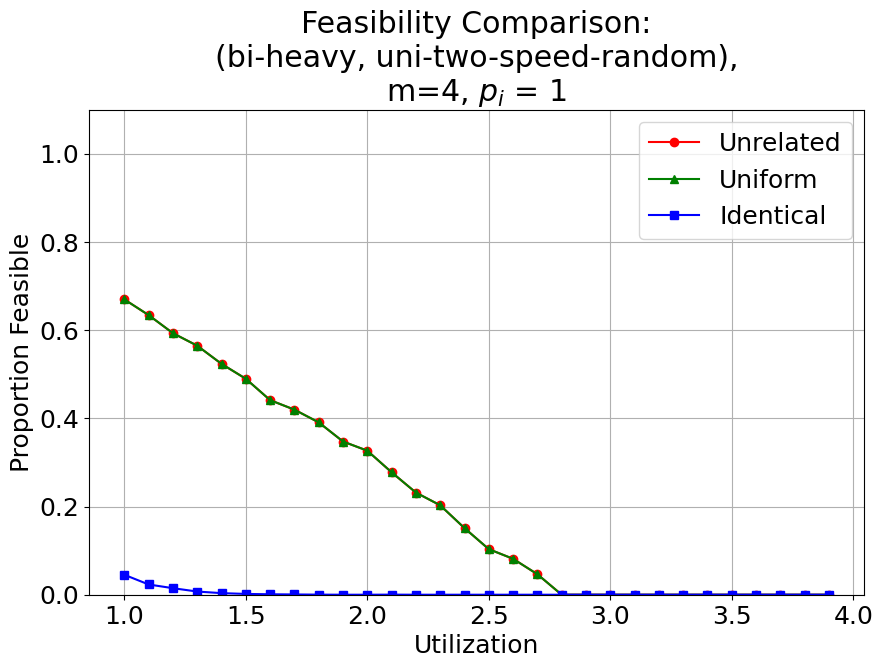 Feasibility Comparison:
(bi-heavy, uni-two-speed-random),
m=4, p_i = 1
Unrelated
Uniform
Identical
Proportion Feasible
1.0
0.8
0.6
0.4
0.2
0.0
1.0 1.5 2.0 2.5 3.0 3.5 4.0
Utilization